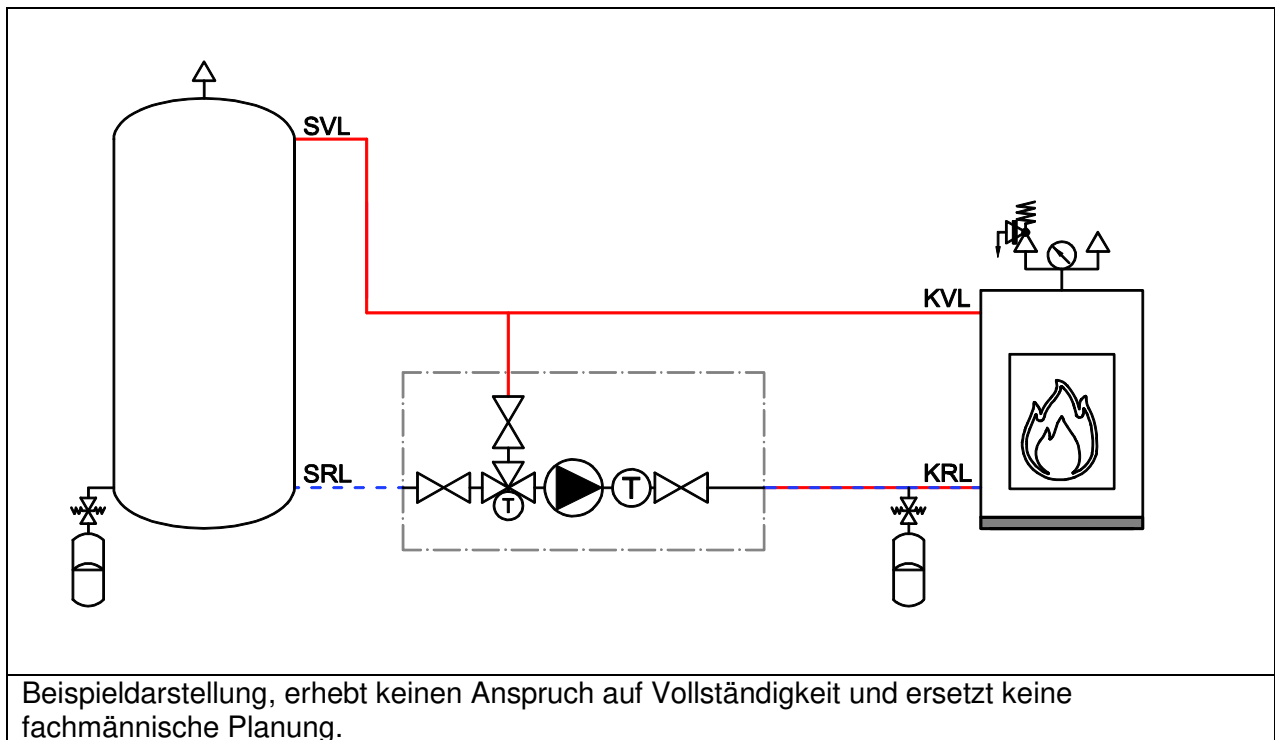 SVL
KVL
SRL
T
T
KRL
Beispieldarstellung, erhebt keinen Anspruch auf Vollständigkeit und ersetzt keine
fachmännische Planung.